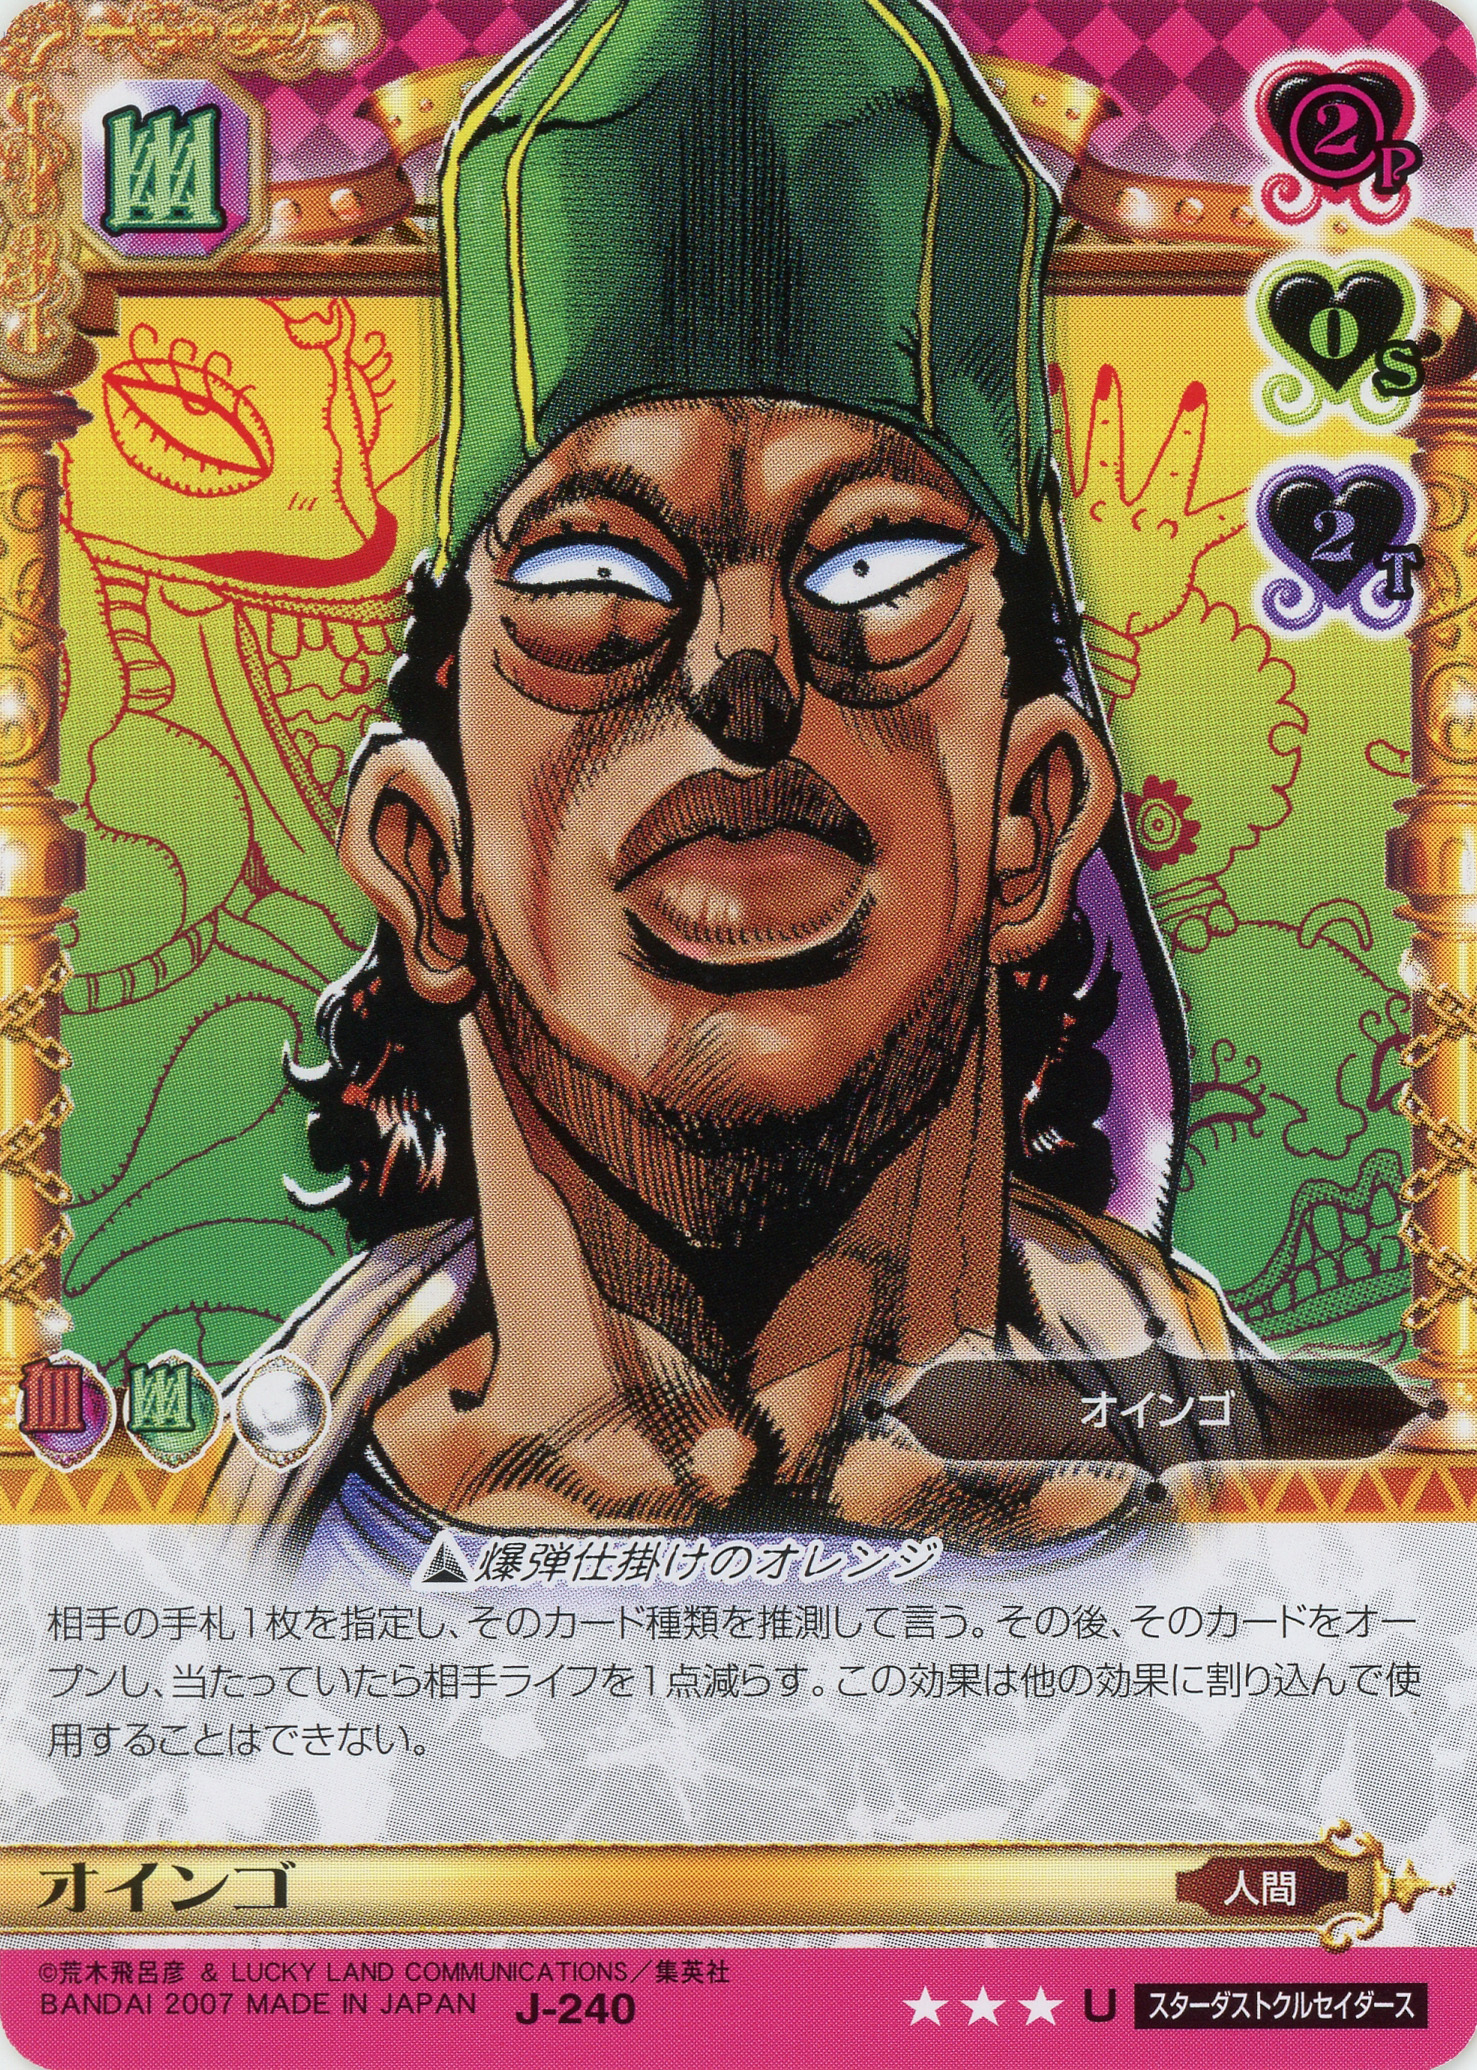 2
P
0
S
2
T
オインゴ
爆弾仕掛けのオレンジ
相手の手札1枚を指定し、そのカード種類を推測して言う。その後、そのカードをオー
プンし、当たっていたら相手ライフを1点減らす。この効果は他の効果に割り込んで使
用することはできない。
オインゴ
人間
©荒木飛呂彦 & LUCKY LAND COMMUNICATIONS/集英社
BANDAI 2007 MADE IN JAPAN J-240
★★★ U スターダストクルセイダース